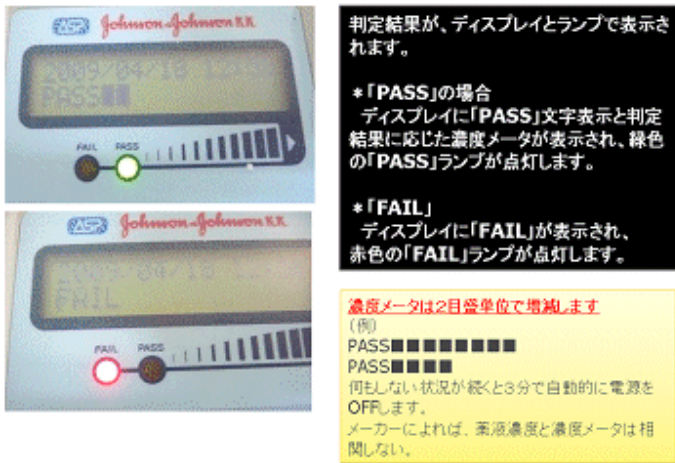 ASP Johnson-Johnson K.K.
2009/04/16 12:
PASS■■
FAIL PASS
ASP Johnson-Johnson K.K.
2009/04/16 12:
FAIL
FAIL PASS
判定結果が、ディスプレイとランプで表示さ
れます。
*「PASS」の場合
ディスプレイに「PASS」文字表示と判定
結果に応じた濃度メータが表示され、緑色
の「PASS」ランプが点灯します。
*「FAIL」
ディスプレイに「FAIL」が表示され、
赤色の「FAIL」ランプが点灯します。
濃度メータは2目盛単位で増減します
(例)
PASS■■■■■■■■
PASS■■■■
何もしない状況が続くと3分で自動的に電源を
OFFします。
メーカーによれば、薬液濃度と濃度メータは相
関しない。